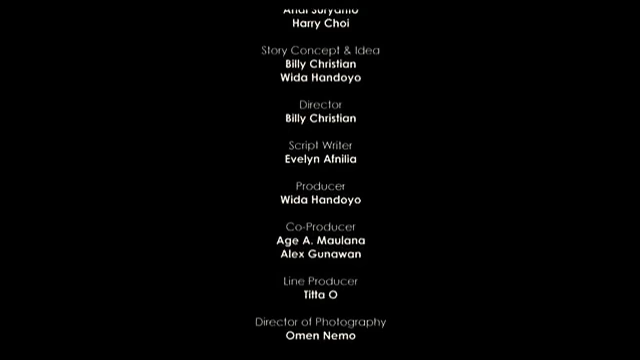 Harry Choi
Story Concept & Idea
Billy Christian
Wida Handoyo
Director
Billy Christian
Script Writer
Evelyn Afnilia
Producer
Wida Handoyo
Co-Producer
Age A. Maulana
Alex Gunawan
Line Producer
Titta O
Director of Photography
Omen Nemo